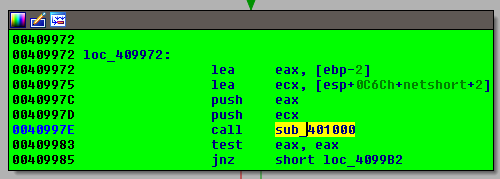 00409972
00409972 loc_409972:
00409972 lea eax, [ebp-2]
00409975 lea ecx, [esp+0C6Ch+netshort+2]
0040997C push eax
0040997D push ecx
0040997E call sub_401000
00409983 test eax, eax
00409985 jnz short loc_4099B2